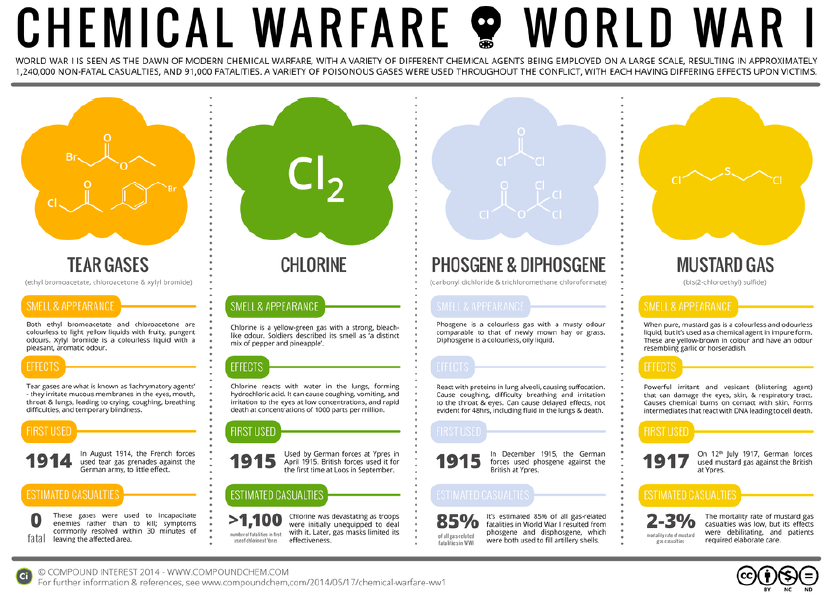 CHEMICAL WARFARE WORLD WAR I
WORLD WAR I IS SEEN AS THE DAWN OF MODERN CHEMICAL WARFARE, WITH A VARIETY OF DIFFERENT CHEMICAL AGENTS BEING EMPLOYED ON A LARGE SCALE, RESULTING IN APPROXIMATELY
1,240,000 NON-FATAL CASUALTIES, AND 91,000 FATALITIES. A VARIETY OF POISONOUS GASES WERE USED THROUGHOUT THE CONFLICT, WITH EACH HAVING DIFFERING EFFECTS UPON VICTIMS.
O
Br
O
O
Cl
Br
TEAR GASES
(ethyl bromoacetate, chloroacetone & xylyl bromide)
SMELL & APPEARANCE
Both ethyl bromoacetate and chloroacetone are
colourless to light yellow liquids with fruity, pungent
odours. Xylyl bromide is a colourless liquid with a
pleasant, aromatic odour.
EFFECTS
Tear gases are what is known as 'lachrymatory agents'
- they irritate mucous membranes in the eyes, mouth,
throat & lungs, leading to crying, coughing, breathing
difficulties, and temporary blindness.
FIRST USED
1914
In August 1914, the French forces
used tear gas grenades against the
German army, to little effect.
ESTIMATED CASUALTIES
0
fatal
These gases were used to incapacitate
enemies rather than to kill; symptoms
commonly resolved within 30 minutes of
leaving the affected area.
Cl2
CHLORINE
SMELL & APPEARANCE
Chlorine is a yellow-green gas with a strong, bleach-
like odour. Soldiers described its smell as 'a distinct
mix of pepper and pineapple'.
EFFECTS
Chlorine reacts with water in the lungs, forming
hydrochloric acid. It can cause coughing, vomiting, and
irritation to the eyes at low concentrations, and rapid
death at concentrations of 1000 parts per million.
FIRST USED
1915
Used by German forces at Ypres in
April 1915. British forces used it for
the first time at Loos in September.
ESTIMATED CASUALTIES
>1,100
number of fatalities in first
use of chlorine at Ypres
Chlorine was devastating as troops
were initially unequipped to deal
with it. Later, gas masks limited its
effectiveness.
O
Cl Cl
O Cl
Cl
Cl O Cl
PHOSGENE & DIPHOSGENE
(carbonyl dichloride & trichloromethane chloroformate)
SMELL & APPEARANCE
Phosgene is a colourless gas with a musty odour
comparable to that of newly mown hay or grass.
Diphosgene is a colourless, oily liquid.
EFFECTS
React with proteins in lung alveoli, causing suffocation.
Cause coughing, difficulty breathing and irritation
to the throat & eyes. Can cause delayed effects, not
evident for 48hrs, including fluid in the lungs & death.
FIRST USED
1915
In December 1915, the German
forces used phosgene against the
British at Ypres.
ESTIMATED CASUALTIES
85%
of all gas-related
fatalities in WWI
It's estimated 85% of all gas-related
fatalities in World War I resulted from
phosgene and diphosgene, which
were both used to fill artillery shells.
Cl S Cl
MUSTARD GAS
(bis(2-chloroethyl) sulfide)
SMELL & APPEARANCE
When pure, mustard gas is a colourless and odourless
liquid, but it's used as a chemical agent in impure form.
These are yellow-brown in colour and have an odour
resembling garlic or horseradish.
EFFECTS
Powerful irritant and vesicant (blistering agent)
that can damage the eyes, skin, & respiratory tract.
Causes chemical burns on contact with skin. Forms
intermediates that react with DNA leading to cell death.
FIRST USED
1917
On 12th July 1917, German forces
used mustard gas against the British
at Ypres.
ESTIMATED CASUALTIES
2-3%
mortality rate of mustard
gas casualties
The mortality rate of mustard gas
casualties was low, but its effects
were debilitating, and patients
required elaborate care.
Ci
© COMPOUND INTEREST 2014 - WWW.COMPOUNDCHEM.COM
For further information & references, see www.compoundchem.com/2014/05/17/chemical-warfare-ww1
cc
BY NC ND